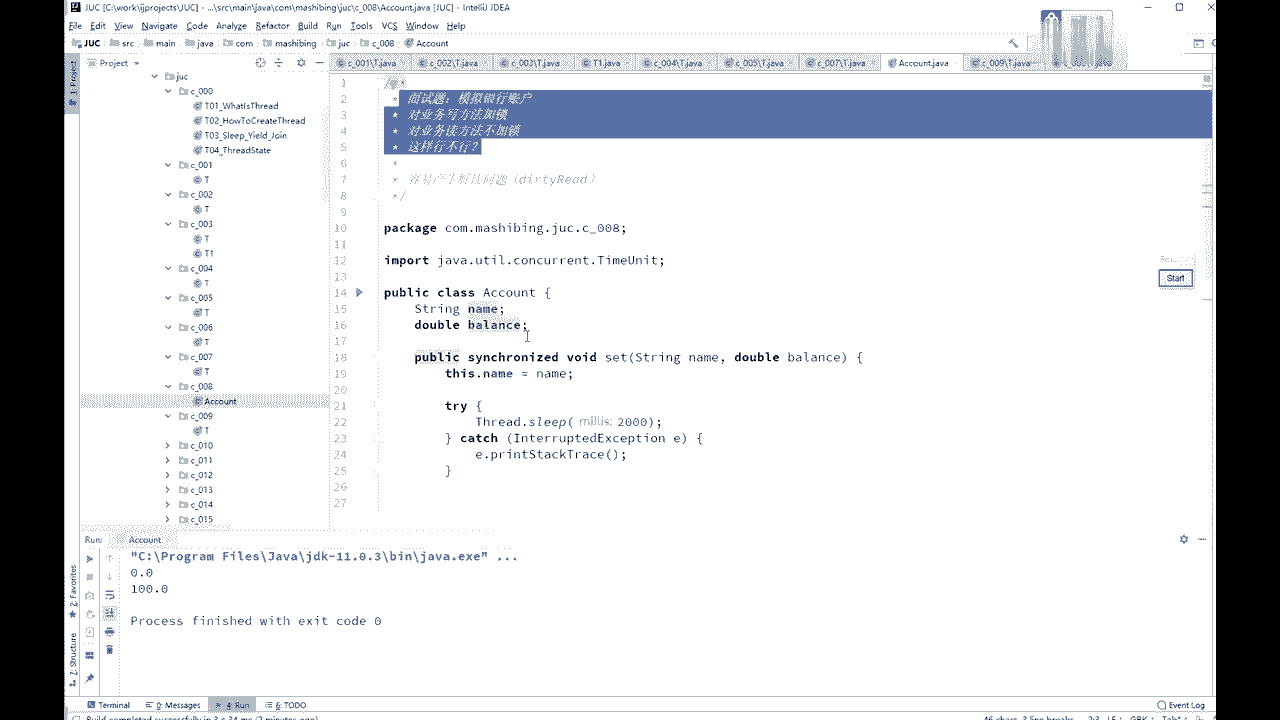 JUC [C:\work\ijprojects\JUC] - ...\src\main\java\com\mashibing\juc\c_008\Account.java [JUC] - IntelliJ IDEA
File Edit View Navigate Code Analyze Refactor Build Run Tools VCS Window Help
JUC src main java com mashibing juc c_008 Account
Project
c_001\T.java c_002\T.java c_003\T.java T1.java c_004\T.java c_005\T.java c_007\T.java Account.java c_009\T.java
1: Project
juc
c_000
T01_WhatIsThread
T02_HowToCreateThread
T03_Sleep_Yield_Join
T04_ThreadState
c_001
T
c_002
T
c_003
T
T1
c_004
T
c_005
T
c_006
T
c_007
T
c_008
Account
c_009
T
c_010
c_011
c_012
c_013
c_014
c_015
1 /**
2 * 面试题：模拟银行账户
3 * 对业务写方法加锁
4 * 对业务读方法不加锁
5 * 这样行不行？
6 *
7 * 容易产生脏读问题（dirtyRead）
8 */
9
10 package com.mashibing.juc.c_008;
11
12 import java.util.concurrent.TimeUnit;
13
14 public class Account {
15 String name;
16 double balance;
17
18 public synchronized void set(String name, double balance) {
19 this.name = name;
20
21 try {
22 Thread.sleep( millis: 2000);
23 } catch (InterruptedException e) {
24 e.printStackTrace();
25 }
26
27
Start
Run: Account
"C:\Program Files\Java\jdk-11.0.3\bin\java.exe" ...
0.0
100.0
Process finished with exit code 0
2: Favorites
Z: Structure
Terminal 0: Messages 4: Run 6: TODO Event Log
Build completed successfully in 3 s 34 ms (2 minutes ago)
46 chars, 3 line breaks 2:3 LF GBK Tab*